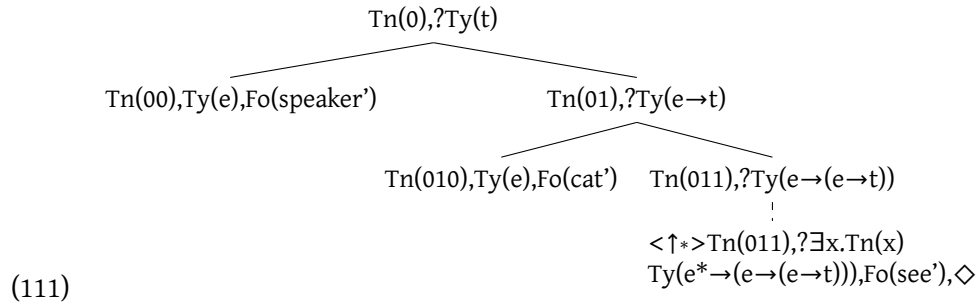 Tn(0),?Ty(t)
Tn(00),Ty(e),Fo(speaker’) Tn(01),?Ty(e→t)
Tn(010),Ty(e),Fo(cat’) Tn(011),?Ty(e→(e→t))
<↑*>Tn(011),?∃x.Tn(x)
Ty(e*→(e→(e→t))),Fo(see’),◇
(111)